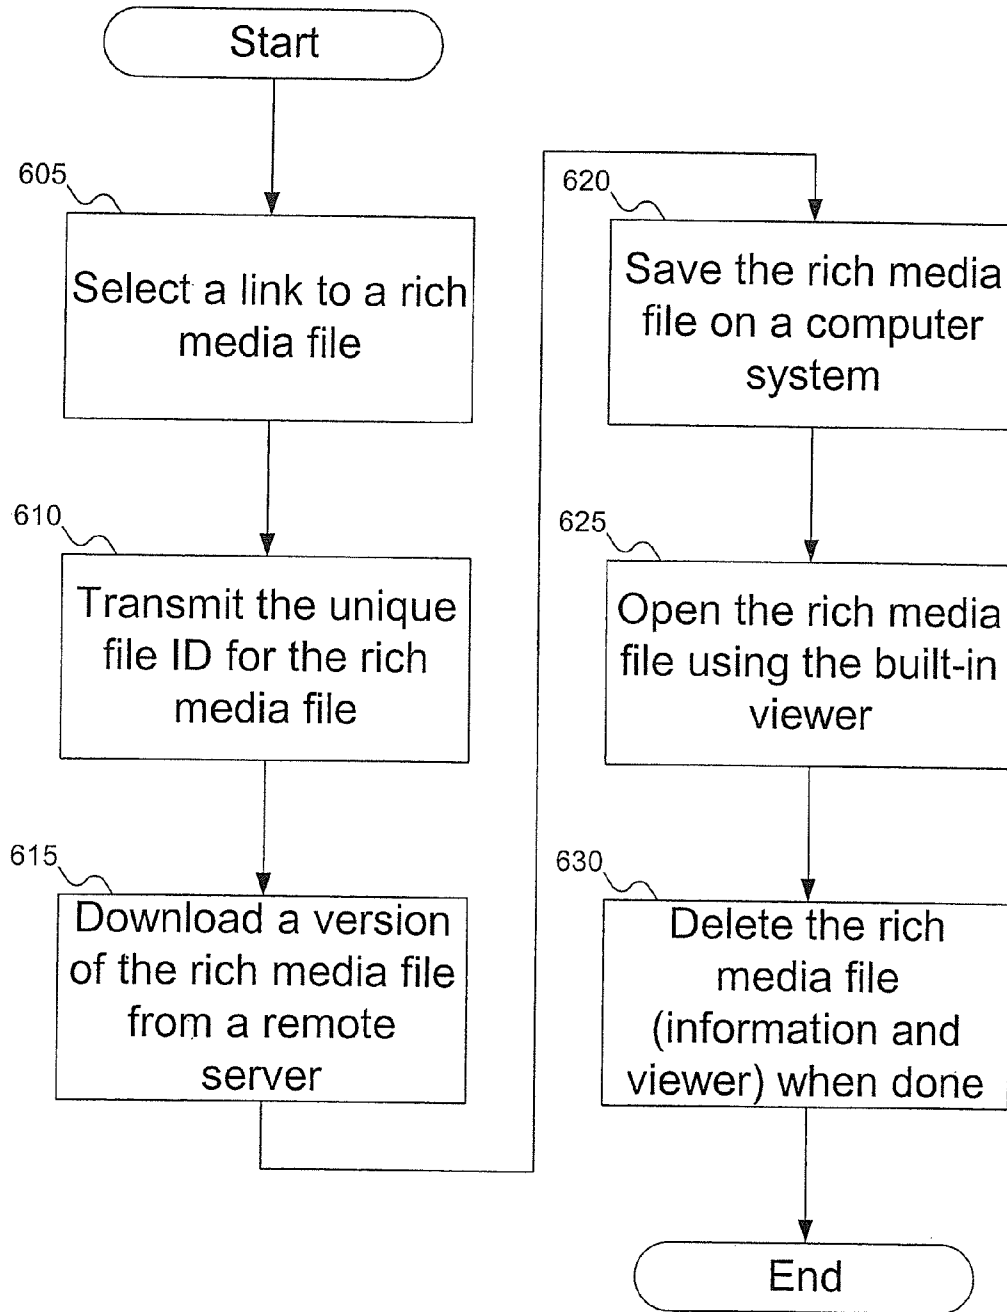 Start
605
Select a link to a rich
media file
610
Transmit the unique
file ID for the rich
media file
615
Download a version
of the rich media file
from a remote
server
620
Save the rich media
file on a computer
system
625
Open the rich media
file using the built-in
viewer
630
Delete the rich
media file
(information and
viewer) when done
End